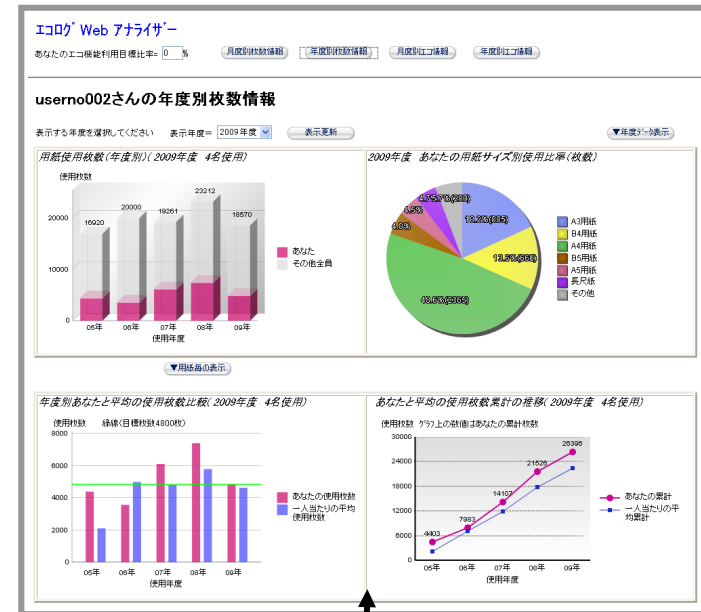 エコログ Web アナライザー
あなたのエコ機能利用目標比率= 0 %
月度別枚数情報
年度別枚数情報
月度別エコ情報
年度別エコ情報
userno002さんの年度別枚数情報
表示する年度を選択してください 表示年度= 2009年度
表示更新
▼年度データ表示
用紙使用枚数(年度別)( 2009年度 4名使用)
使用枚数
20000
10000
0
16920
20000
19261
23212
18570
05年
06年
07年
08年
09年
使用年度
あなた
その他全員
2009年度 あなたの用紙サイズ別使用比率(枚数)
4.5%
4.0%
A3用紙
B4用紙
A4用紙
B5用紙
A5用紙
長尺紙
その他
▼用紙毎の表示
年度別あなたと平均の使用枚数比較( 2009年度 4名使用)
使用枚数 緑線(目標枚数4800枚)
8000
6000
4000
2000
0
05年
06年
07年
08年
09年
使用年度
あなたの使用枚数
一人当たりの平均
使用枚数
あなたと平均の使用枚数累計の推移( 2009年度 4名使用)
使用枚数 グラフ上の数値はあなたの累計枚数
30000
24000
18000
12000
6000
0
4403
7983
14107
21526
26396
05年
06年
07年
08年
09年
使用年度
あなたの累計
一人当たりの平
均累計